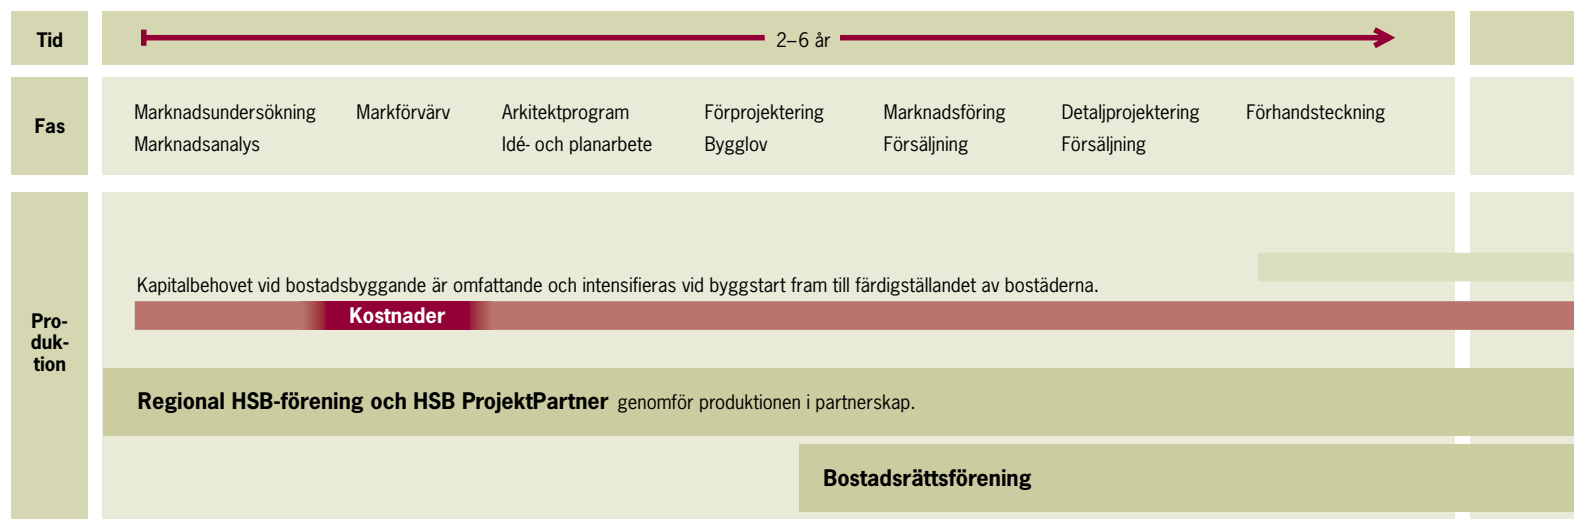 Tid
2–6 år
Fas
Marknadsundersökning Markförvärv Arkitektprogram Förprojektering Marknadsföring Detaljprojektering Förhandsteckning
Marknadsanalys Idé- och planarbete Bygglov Försäljning Försäljning
Kapitalbehovet vid bostadsbyggande är omfattande och intensifieras vid byggstart fram till färdigställandet av bostäderna.
Kostnader
Pro-
duk-
tion
Regional HSB-förening och HSB ProjektPartner genomför produktionen i partnerskap.
Bostadsrättsförening